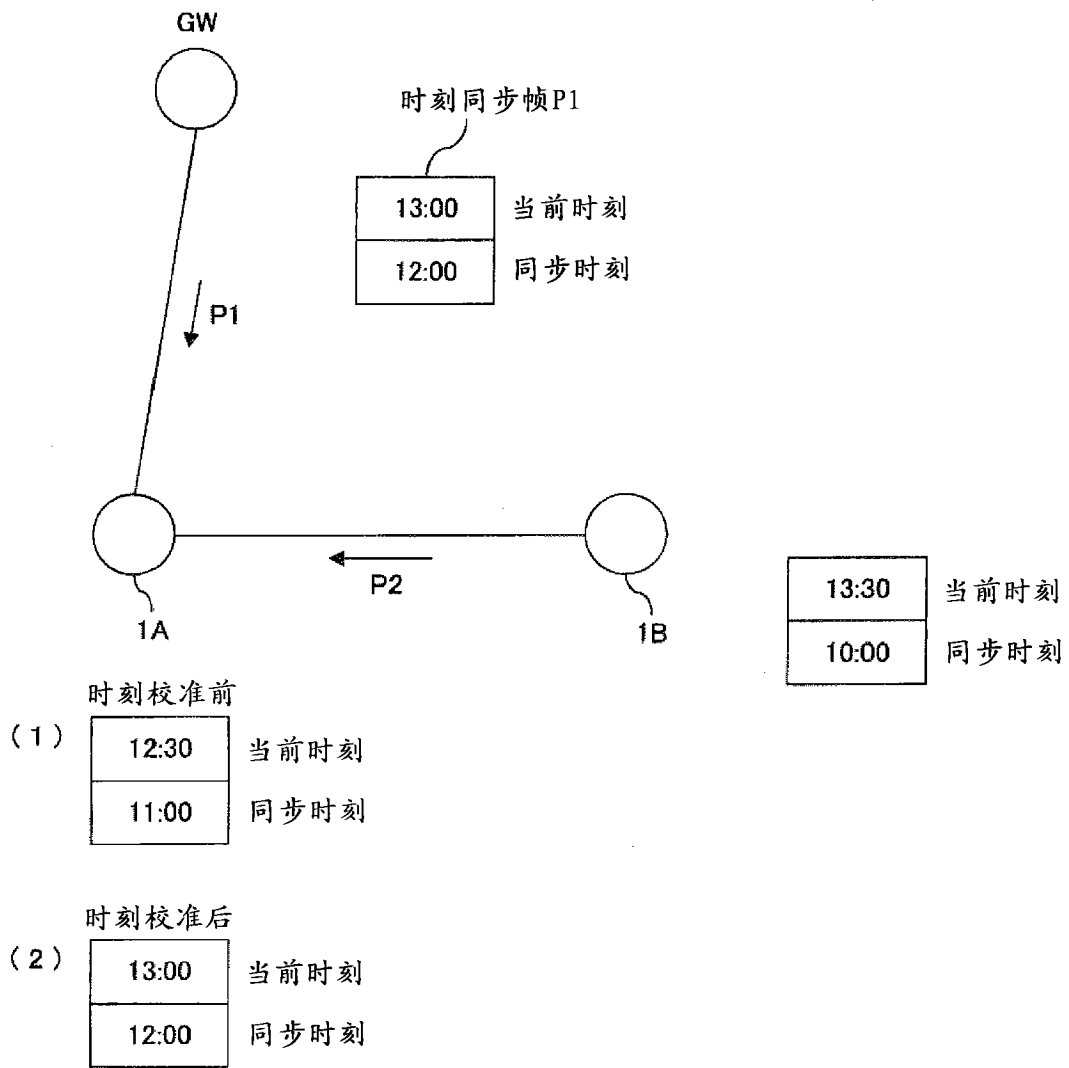 GW
时刻同步帧P1
13:00 当前时刻
12:00 同步时刻
P1
P2
1A
1B
13:30 当前时刻
10:00 同步时刻
时刻校准前
(1)
12:30 当前时刻
11:00 同步时刻
时刻校准后
(2)
13:00 当前时刻
12:00 同步时刻